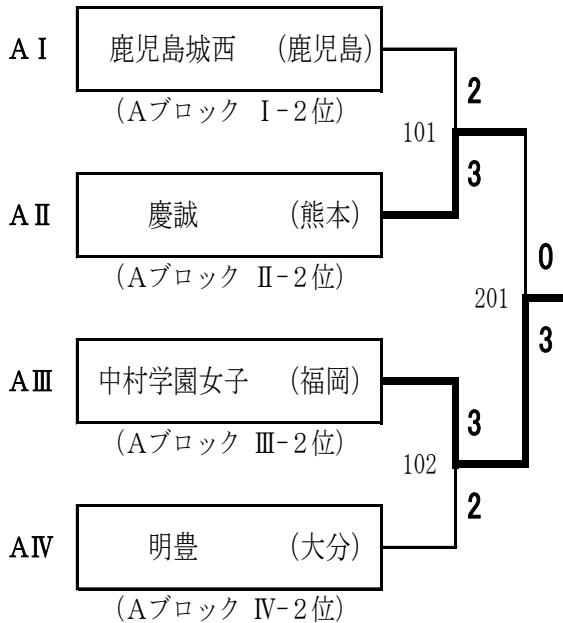 AⅠ 鹿児島城西 (鹿児島)
(Aブロック Ⅰ-2位)
2
101
3
AⅡ 慶誠 (熊本)
(Aブロック Ⅱ-2位)
0
201
3
AⅢ 中村学園女子 (福岡)
(Aブロック Ⅲ-2位)
3
102
2
AⅣ 明豊 (大分)
(Aブロック Ⅳ-2位)